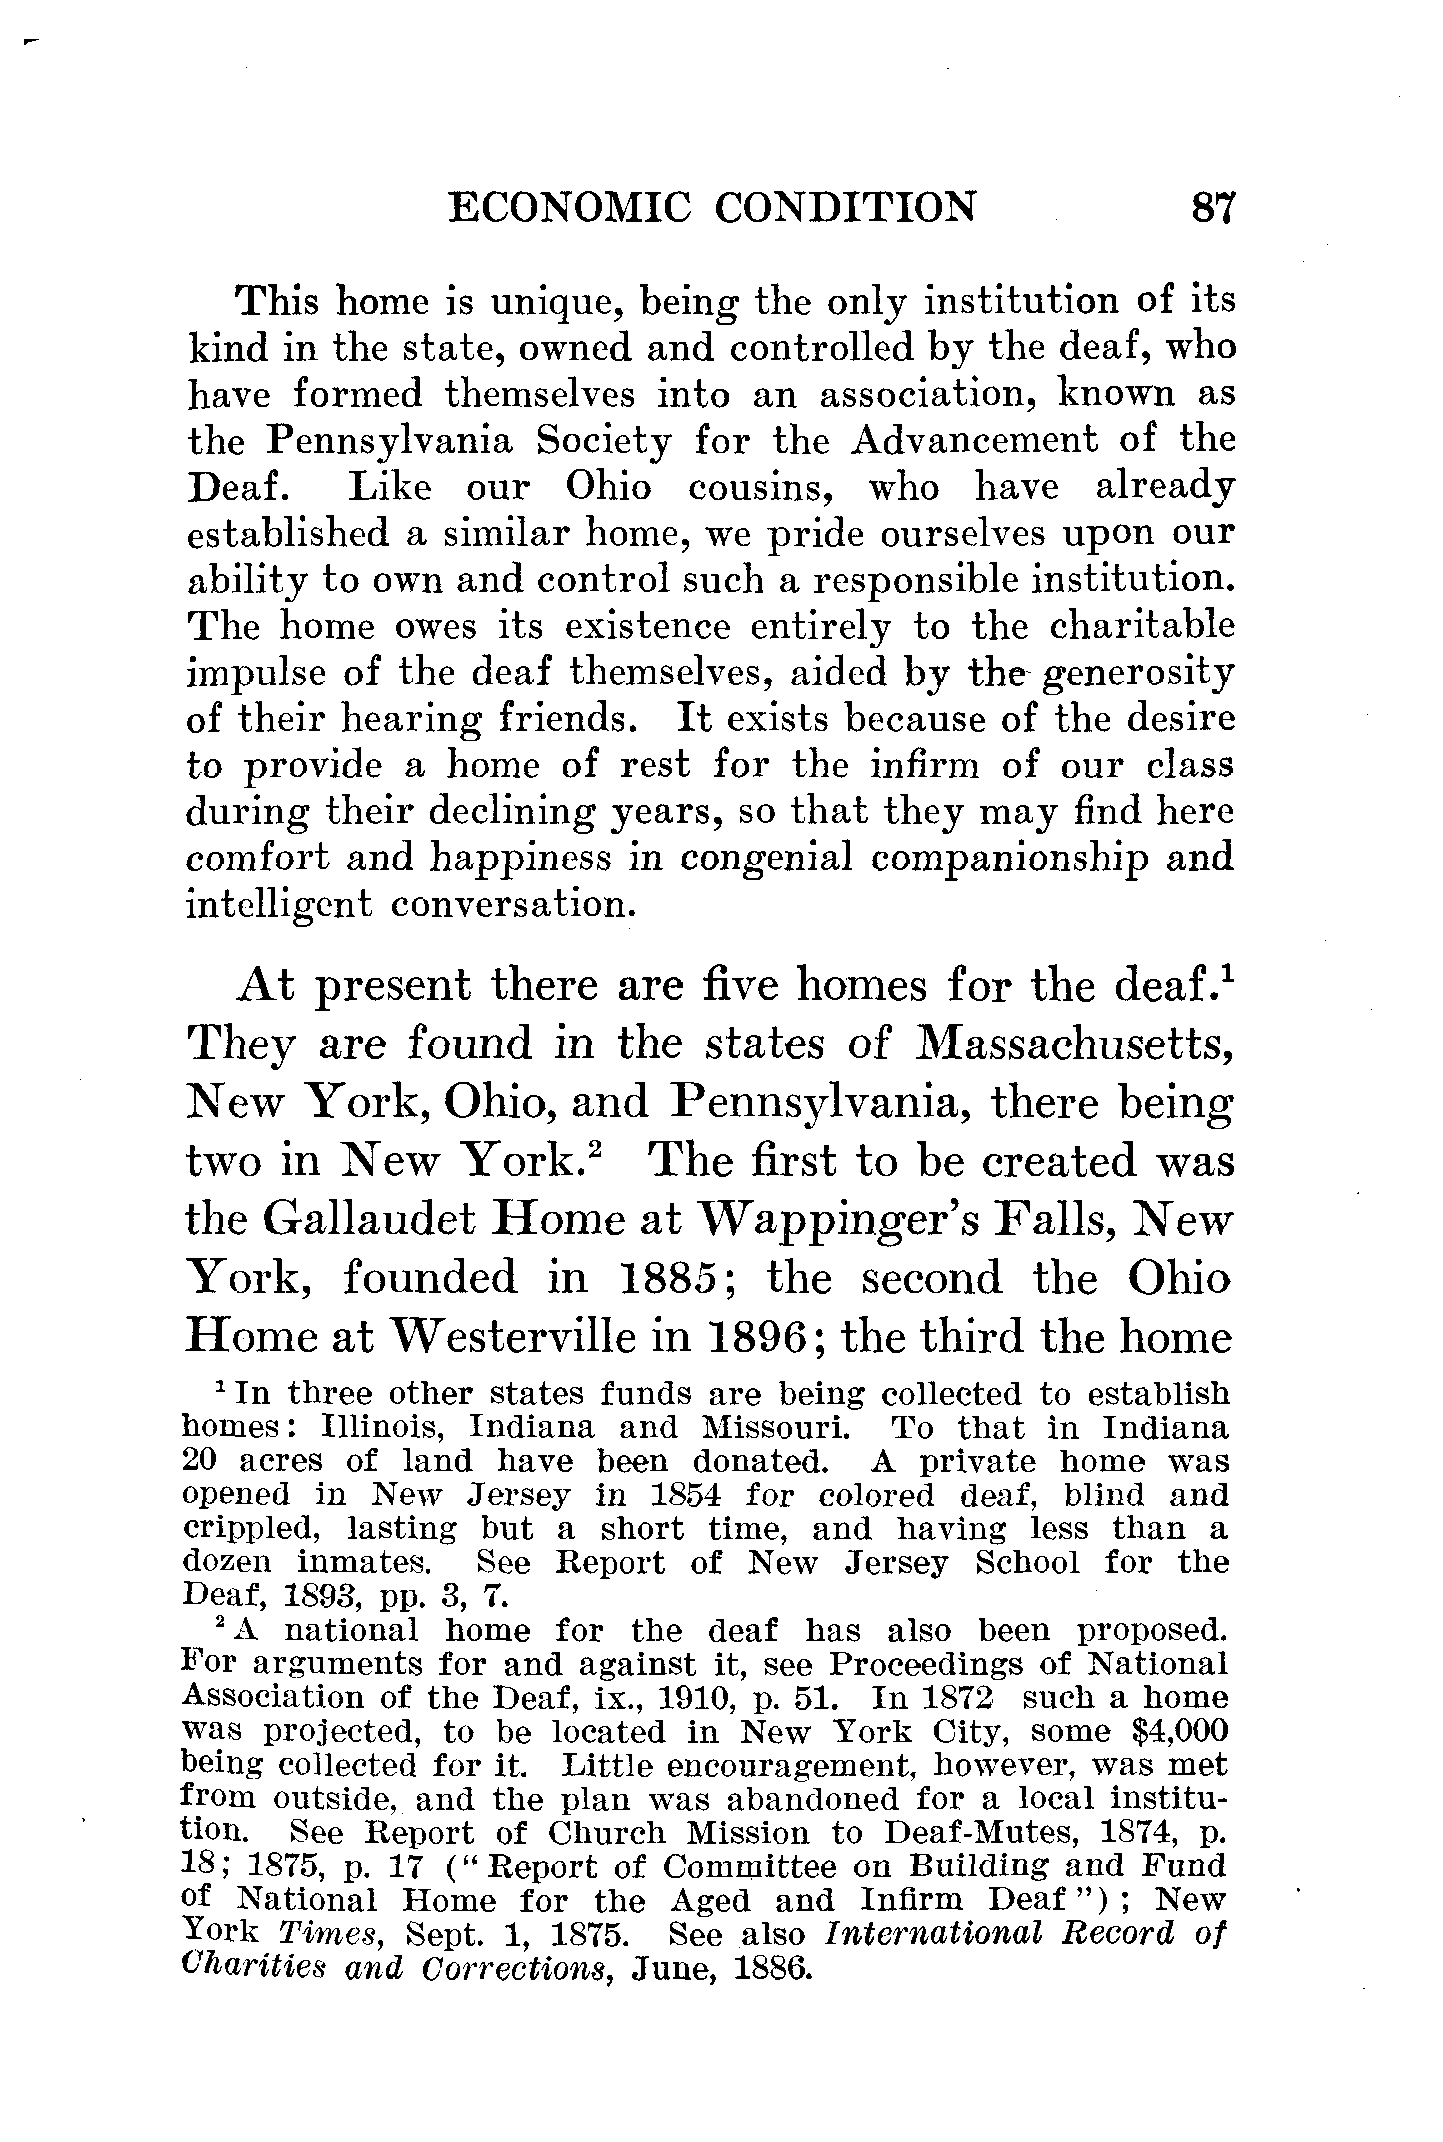 ECONOMIC CONDITION 87
This home is unique, being the only institution of its
kind in the state, owned and controlled by the deaf, who
have formed themselves into an association, known as
the Pennsylvania Society for the Advancement of the
Deaf. Like our Ohio cousins, who have already
established a similar home, we pride ourselves upon our
ability to own and control such a responsible institution.
The home owes its existence entirely to the charitable
impulse of the deaf themselves, aided by the generosity
of their hearing friends. It exists because of the desire
to provide a home of rest for the infirm of our class
during their declining years, so that they may find here
comfort and happiness in congenial companionship and
intelligent conversation.
At present there are five homes for the deaf.¹
They are found in the states of Massachusetts,
New York, Ohio, and Pennsylvania, there being
two in New York.² The first to be created was
the Gallaudet Home at Wappinger's Falls, New
York, founded in 1885; the second the Ohio
Home at Westerville in 1896; the third the home
¹ In three other states funds are being collected to establish
homes: Illinois, Indiana and Missouri. To that in Indiana
20 acres of land have been donated. A private home was
opened in New Jersey in 1854 for colored deaf, blind and
crippled, lasting but a short time, and having less than a
dozen inmates. See Report of New Jersey School for the
Deaf, 1893, pp. 3, 7.
² A national home for the deaf has also been proposed.
For arguments for and against it, see Proceedings of National
Association of the Deaf, ix., 1910, p. 51. In 1872 such a home
was projected, to be located in New York City, some $4,000
being collected for it. Little encouragement, however, was met
from outside, and the plan was abandoned for a local institu-
tion. See Report of Church Mission to Deaf-Mutes, 1874, p.
18; 1875, p. 17 ("Report of Committee on Building and Fund
of National Home for the Aged and Infirm Deaf"); New
York Times, Sept. 1, 1875. See also International Record of
Charities and Corrections, June, 1886.